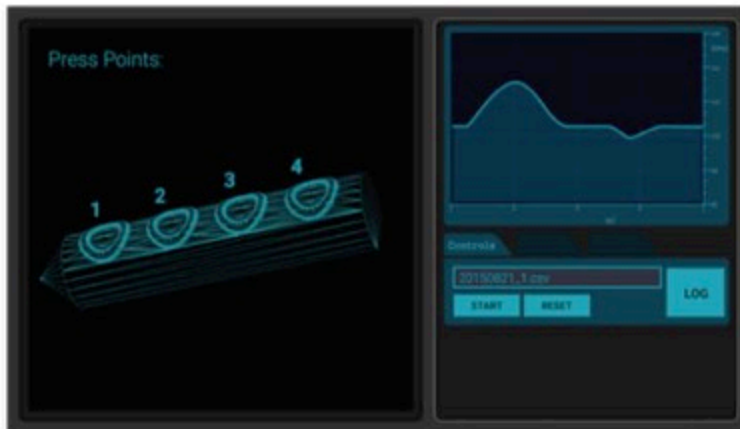 Press Points:
1
2
3
4
Controls
20150821_1.csv
START
RESET
LOG